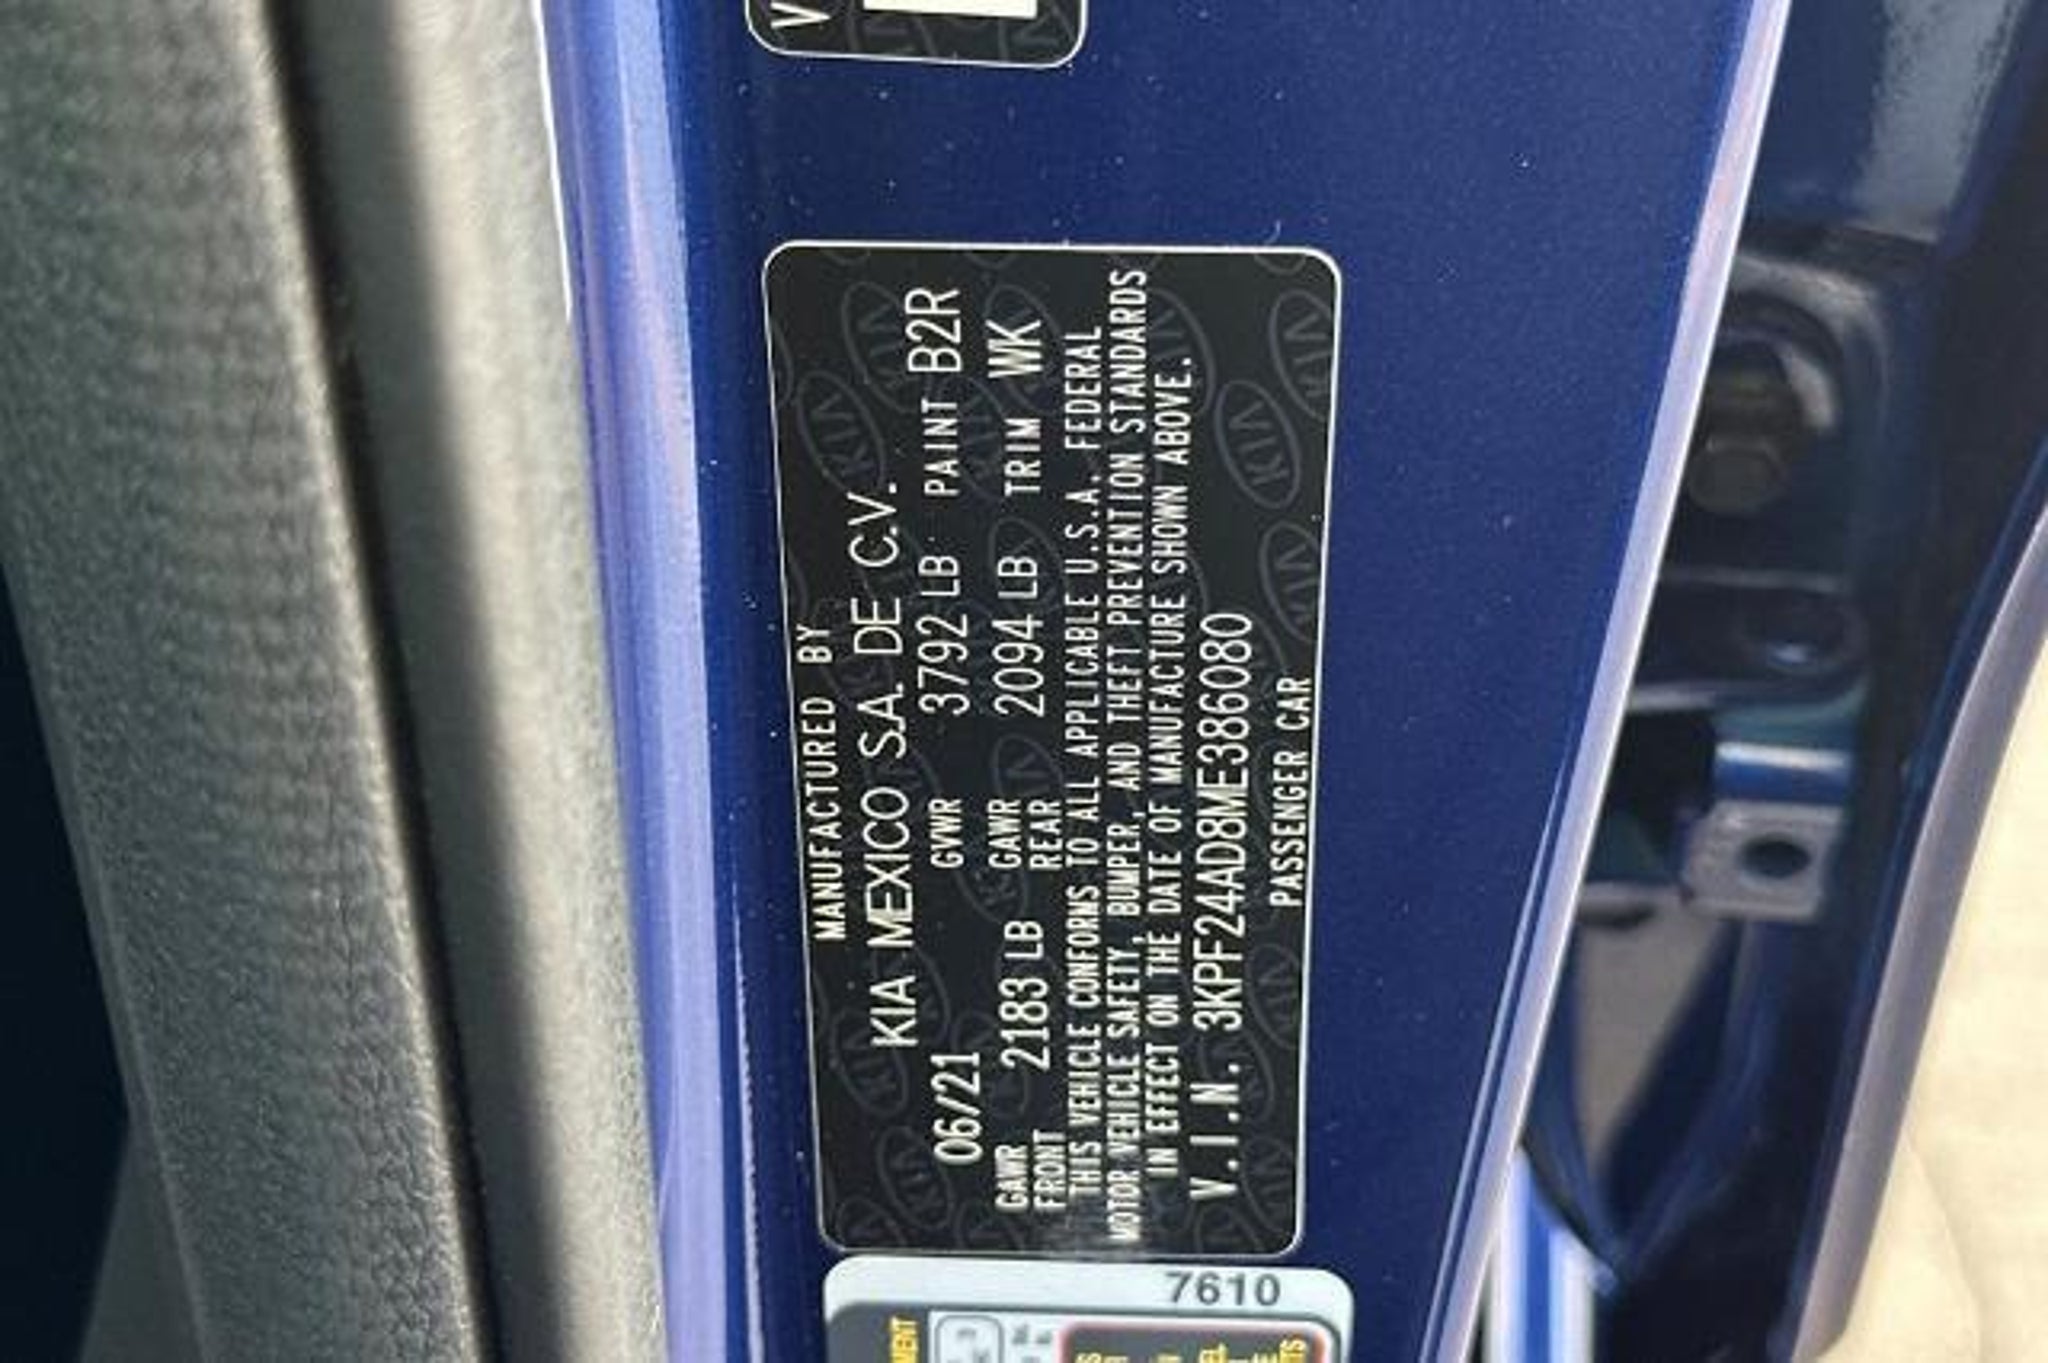 V
MANUFACTURED BY
KIA MEXICO S.A. DE C.V.
06/21 GVWR 3792 LB PAINT B2R
GAWR FRONT 2183 LB GAWR REAR 2094 LB TRIM WK
THIS VEHICLE CONFORMS TO ALL APPLICABLE U.S.A. FEDERAL
MOTOR VEHICLE SAFETY, BUMPER, AND THEFT PREVENTION STANDARDS
IN EFFECT ON THE DATE OF MANUFACTURE SHOWN ABOVE.
V.I.N. 3KPF24AD8ME386080
PASSENGER CAR
7610